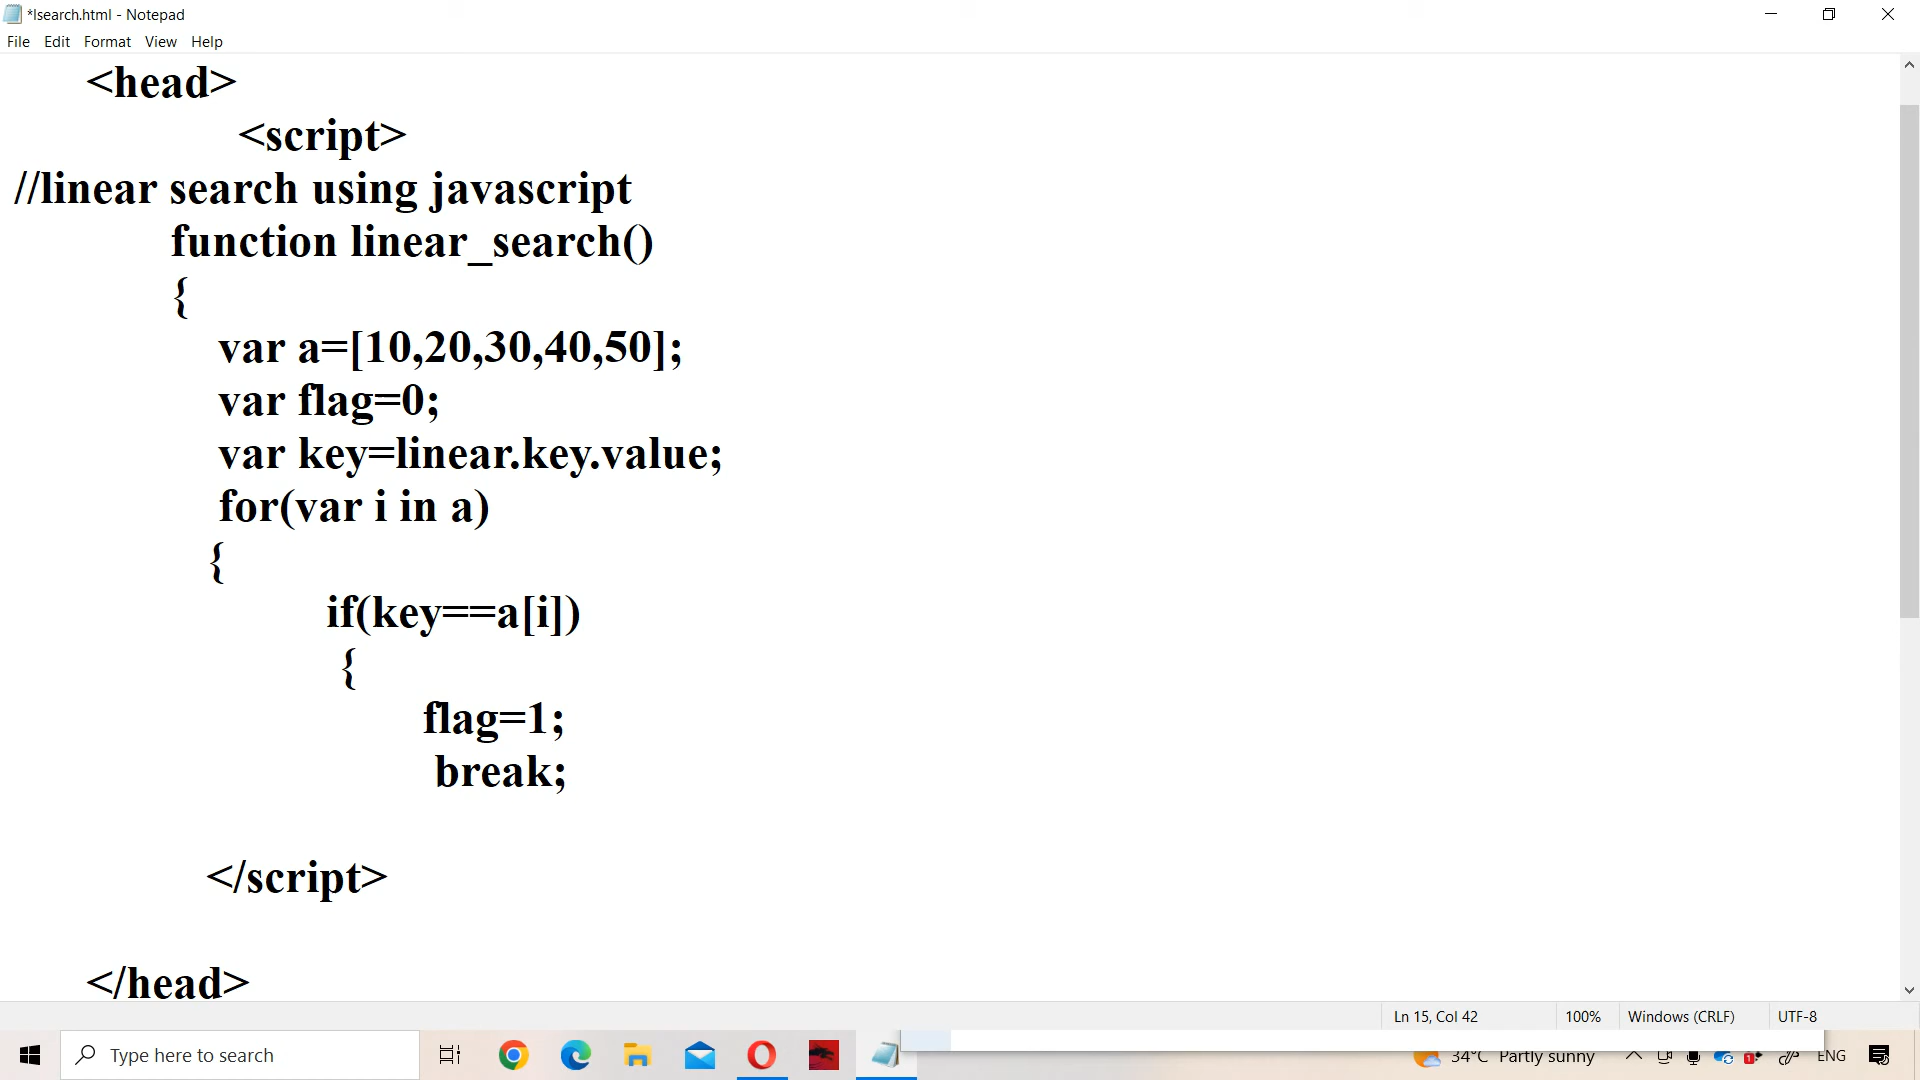 *lsearch.html - Notepad
File Edit Format View Help
<head>
<script>
//linear search using javascript
function linear_search()
{
var a=[10,20,30,40,50];
var flag=0;
var key=linear.key.value;
for(var i in a)
{
if(key==a[i])
{
flag=1;
break;
</script>
</head>
Ln 15, Col 42 100% Windows (CRLF) UTF-8
Type here to search 34°C Partly sunny ENG